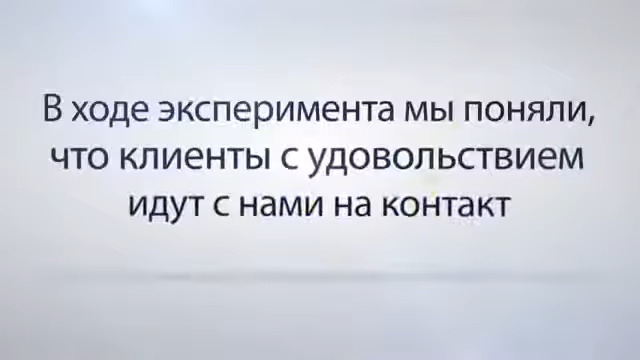 В ходе эксперимента мы поняли,
что клиенты с удовольствием
идут с нами на контакт